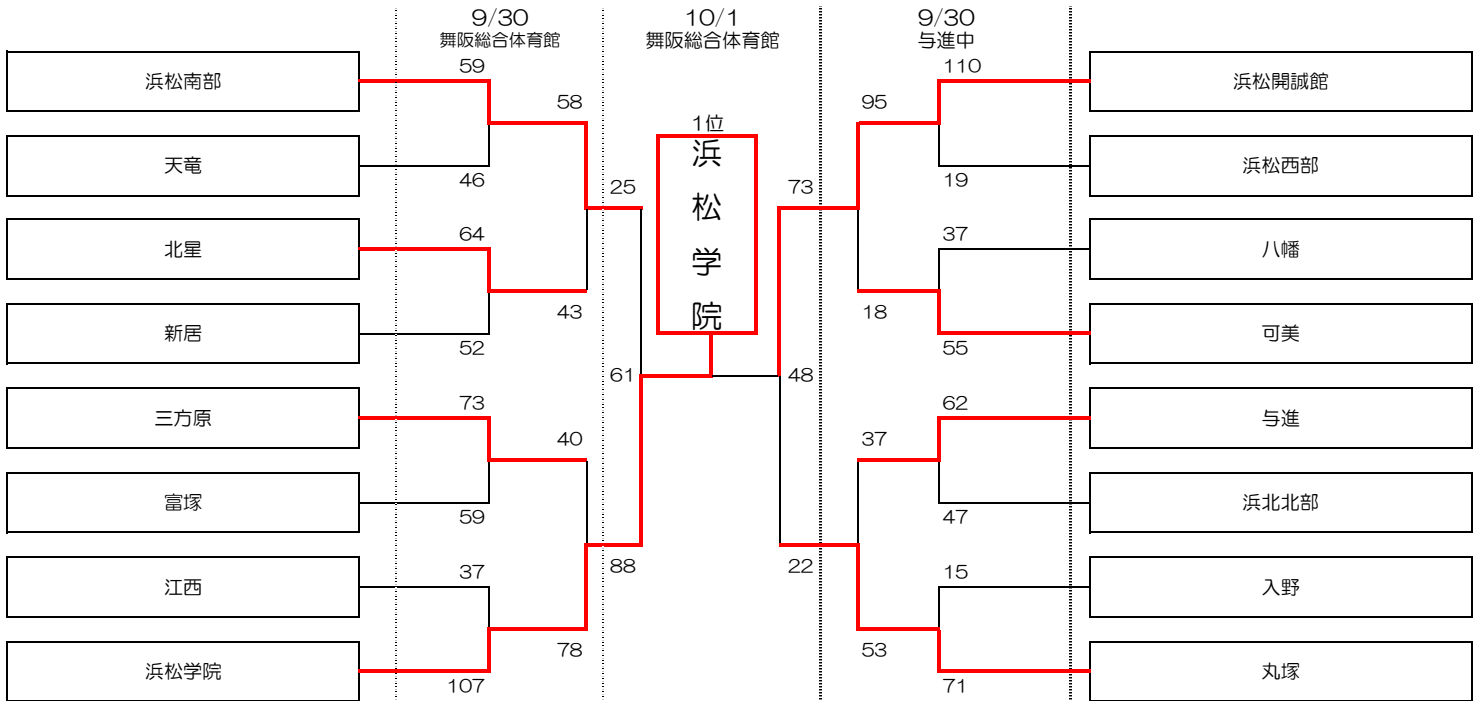 9/30
舞阪総合体育館
10/1
舞阪総合体育館
9/30
与進中
浜松南部
59
58
天竜
46
25
北星
64
43
新居
52
61
三方原
73
40
富塚
59
88
江西
37
78
浜松学院
107
1位
浜松学院
110
浜松開誠館
95
73
19
浜松西部
37
八幡
18
55
可美
48
62
与進
37
47
浜北北部
22
15
入野
53
71
丸塚